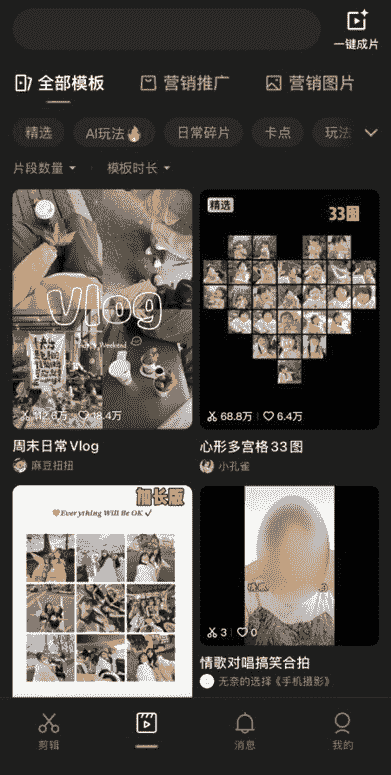 一键成片
全部模板
营销推广
营销图片
精选
AI玩法
日常碎片
卡点
玩法
片段数量
模板时长
精选
33图
Vlog
Weekend
112.6万
18.4万
68.8万
6.4万
周末日常Vlog
心形多宫格33图
麻豆扭扭
小孔雀
加长版
Everything Will Be OK
3
0
情歌对唱搞笑合拍
无奈的选择《手机摄影》
剪辑
消息
我的